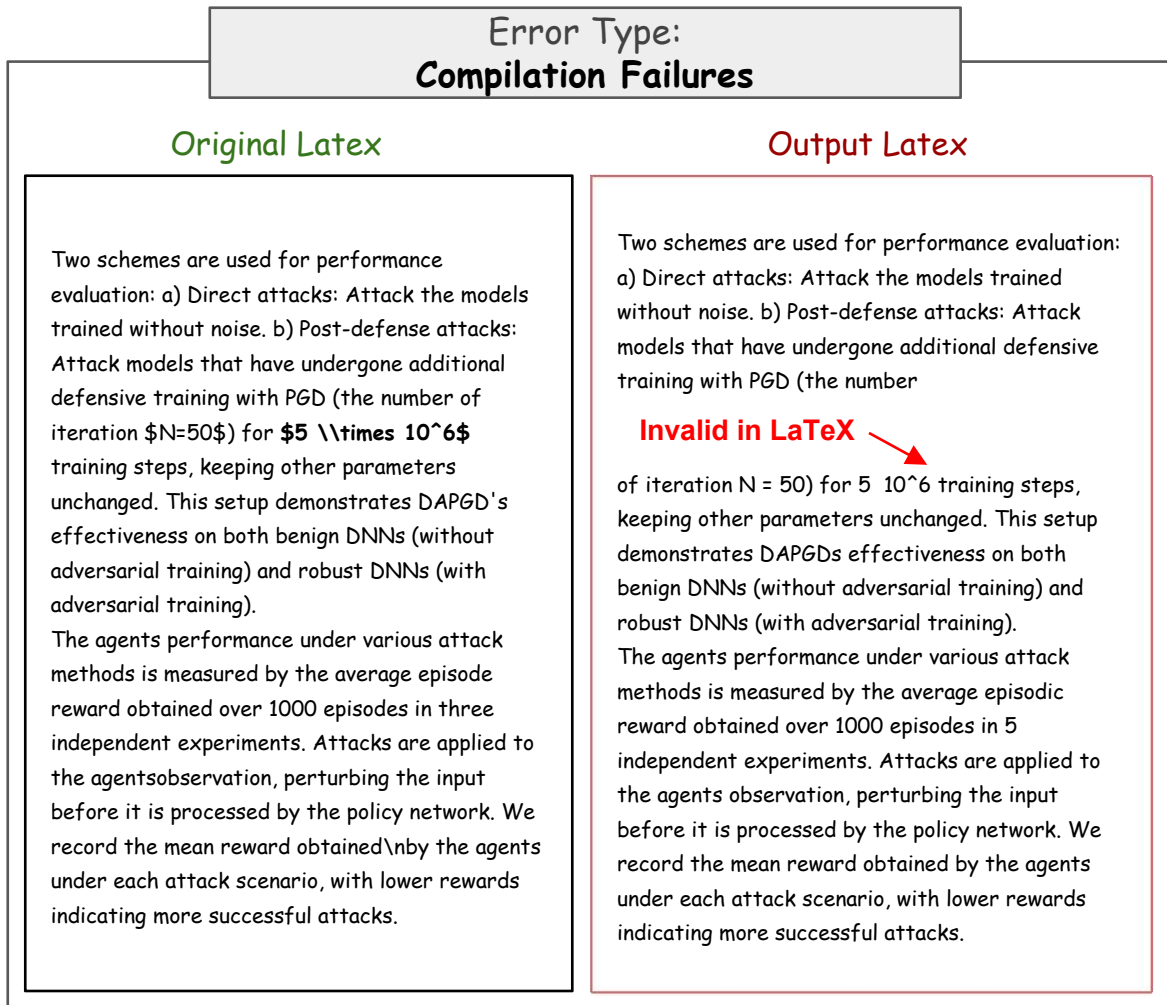 Error Type:
Compilation Failures
Original Latex
Two schemes are used for performance
evaluation: a) Direct attacks: Attack the models
trained without noise. b) Post-defense attacks:
Attack models that have undergone additional
defensive training with PGD (the number of
iteration $N=50$) for $5 \\times 10^6$
training steps, keeping other parameters
unchanged. This setup demonstrates DAPGD's
effectiveness on both benign DNNs (without
adversarial training) and robust DNNs (with
adversarial training).
The agents performance under various attack
methods is measured by the average episode
reward obtained over 1000 episodes in three
independent experiments. Attacks are applied to
the agentsobservation, perturbing the input
before it is processed by the policy network. We
record the mean reward obtained\nby the agents
under each attack scenario, with lower rewards
indicating more successful attacks.
Output Latex
Two schemes are used for performance evaluation:
a) Direct attacks: Attack the models trained
without noise. b) Post-defense attacks: Attack
models that have undergone additional defensive
training with PGD (the number
Invalid in LaTeX
of iteration N = 50) for 5  10^6 training steps,
keeping other parameters unchanged. This setup
demonstrates DAPGDs effectiveness on both
benign DNNs (without adversarial training) and
robust DNNs (with adversarial training).
The agents performance under various attack
methods is measured by the average episodic
reward obtained over 1000 episodes in 5
independent experiments. Attacks are applied to
the agents observation, perturbing the input
before it is processed by the policy network. We
record the mean reward obtained by the agents
under each attack scenario, with lower rewards
indicating more successful attacks.